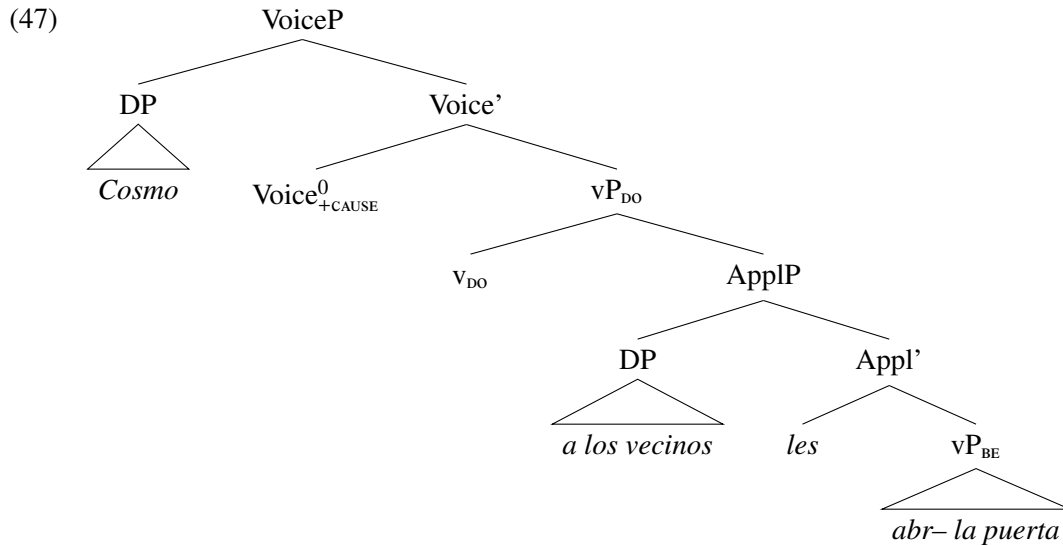 (47) VoiceP
DP Voice’
Cosmo Voice⁰+CAUSE vP_DO
v_DO ApplP
DP Appl’
a los vecinos les vP_BE
abr– la puerta